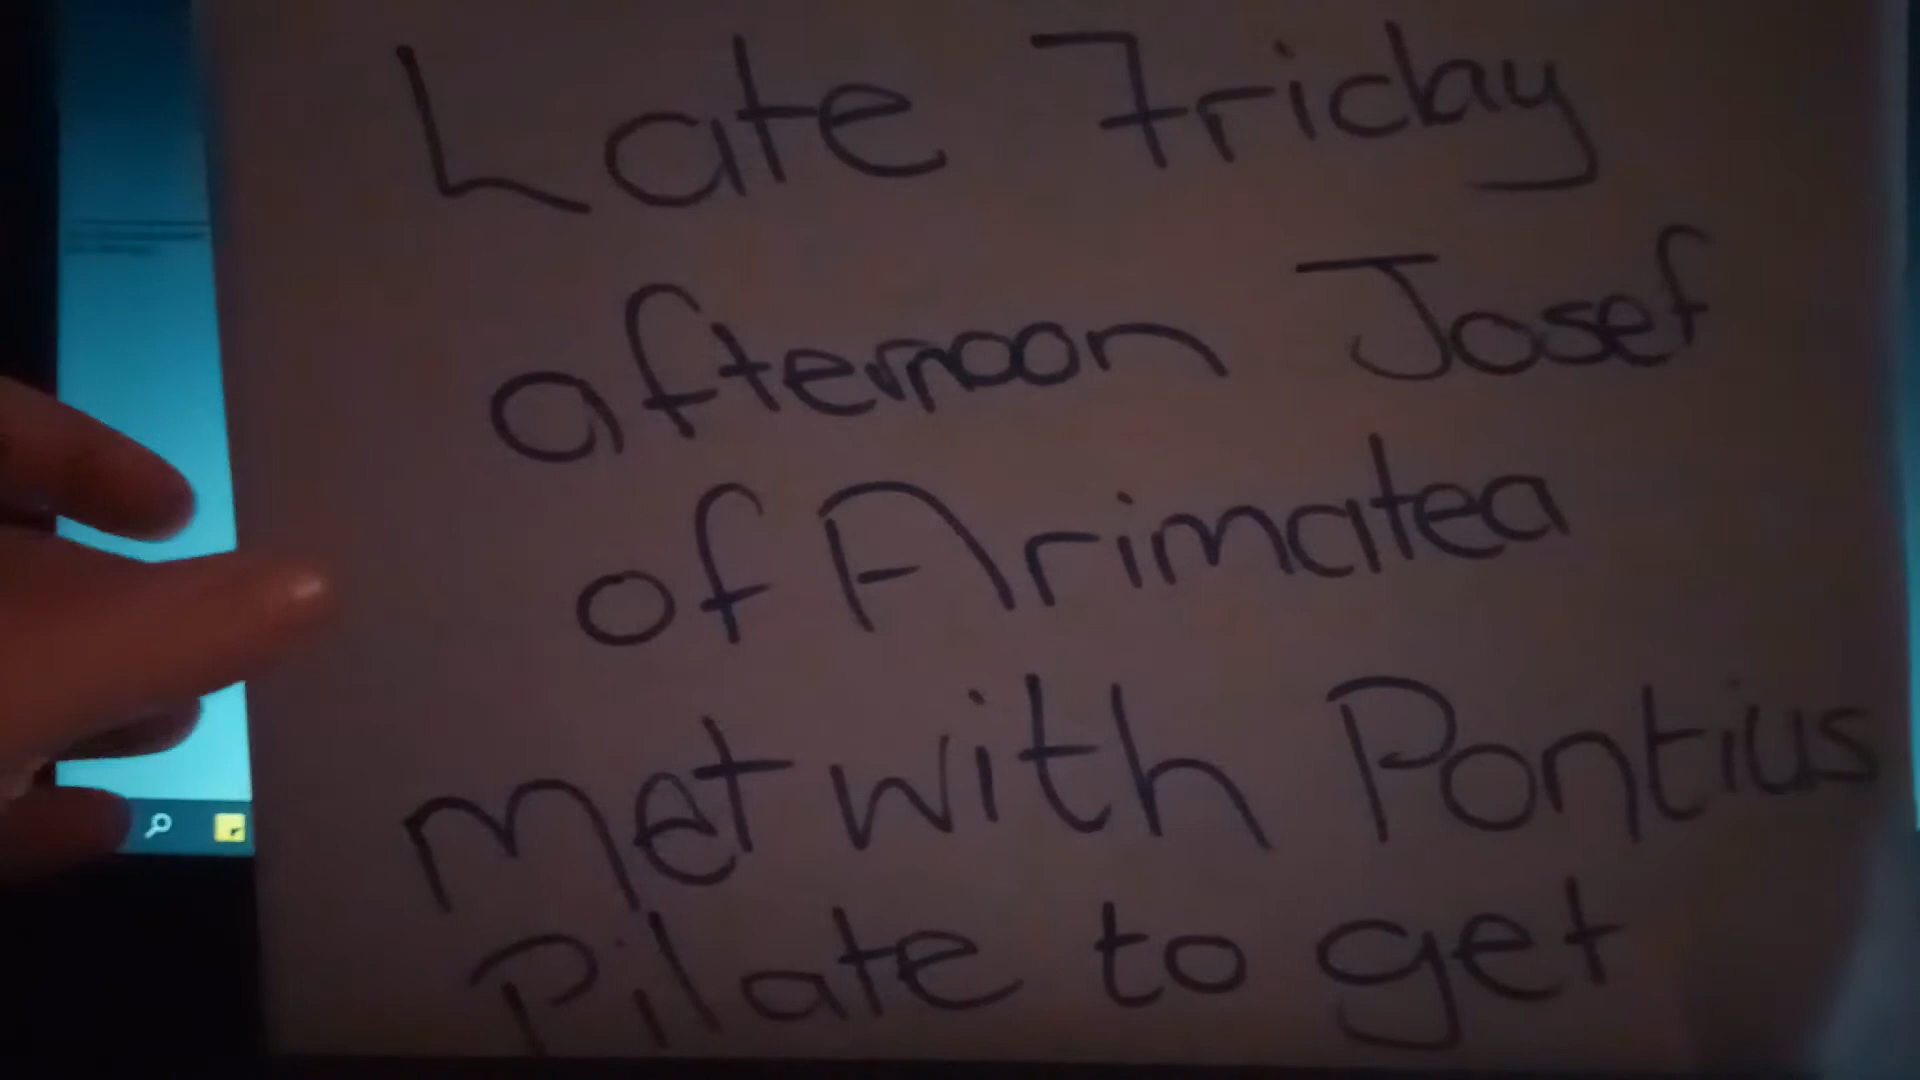 Late Friday
afternoon Josef
of Arimatea
met with Pontius
Pilate to get